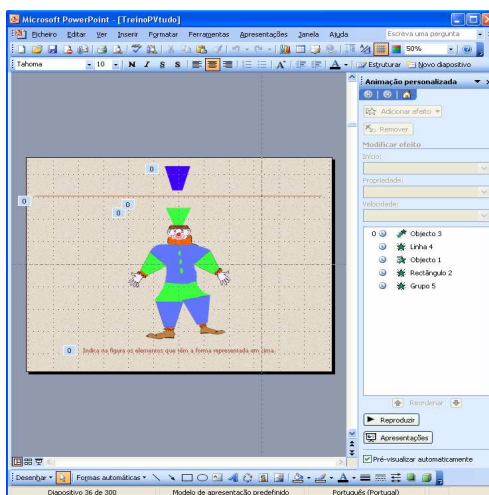 Microsoft PowerPoint - [TreinoPVtudo]
Ficheiro Editar Ver Inserir Formatar Ferramentas Apresentações Janela Ajuda
Escreva uma pergunta
50%
Tahoma 10 N I S S
Estruturar Novo diapositivo
Animação personalizada
Adicionar efeito
Remover
Modificar efeito
Início:
Propriedade:
Velocidade:
0 Objecto 3
Linha 4
Objecto 1
Rectângulo 2
Grupo 5
0
0
0
0
0 Indica na figura os elementos que têm a forma representada em cima.
Reordenar
Reproduzir
Apresentações
Pré-visualizar automaticamente
Desenhar Formas automáticas
Diapositivo 36 de 300 Modelo de apresentação predefinido Português (Portugal)